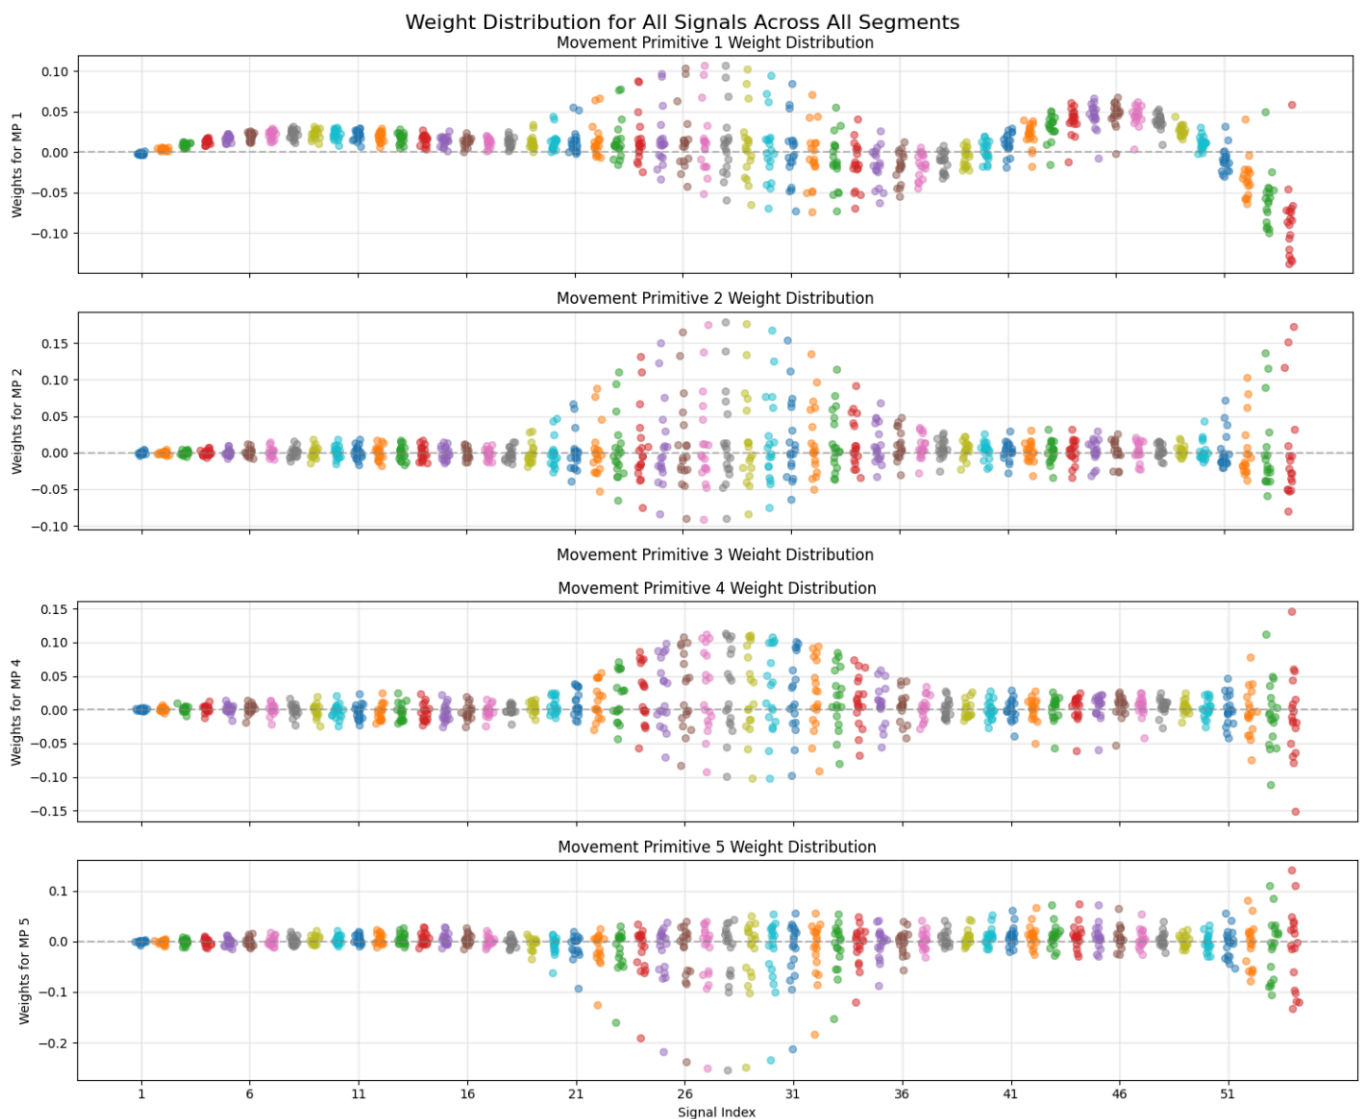 Weight Distribution for All Signals Across All Segments
Movement Primitive 1 Weight Distribution
Weights for MP 1
0.10
0.05
0.00
−0.05
−0.10
Movement Primitive 2 Weight Distribution
Weights for MP 2
0.15
0.10
0.05
0.00
−0.05
−0.10
Movement Primitive 3 Weight Distribution
Movement Primitive 4 Weight Distribution
Weights for MP 4
0.15
0.10
0.05
0.00
−0.05
−0.10
−0.15
Movement Primitive 5 Weight Distribution
Weights for MP 5
0.1
0.0
−0.1
−0.2
1 6 11 16 21 26 31 36 41 46 51
Signal Index